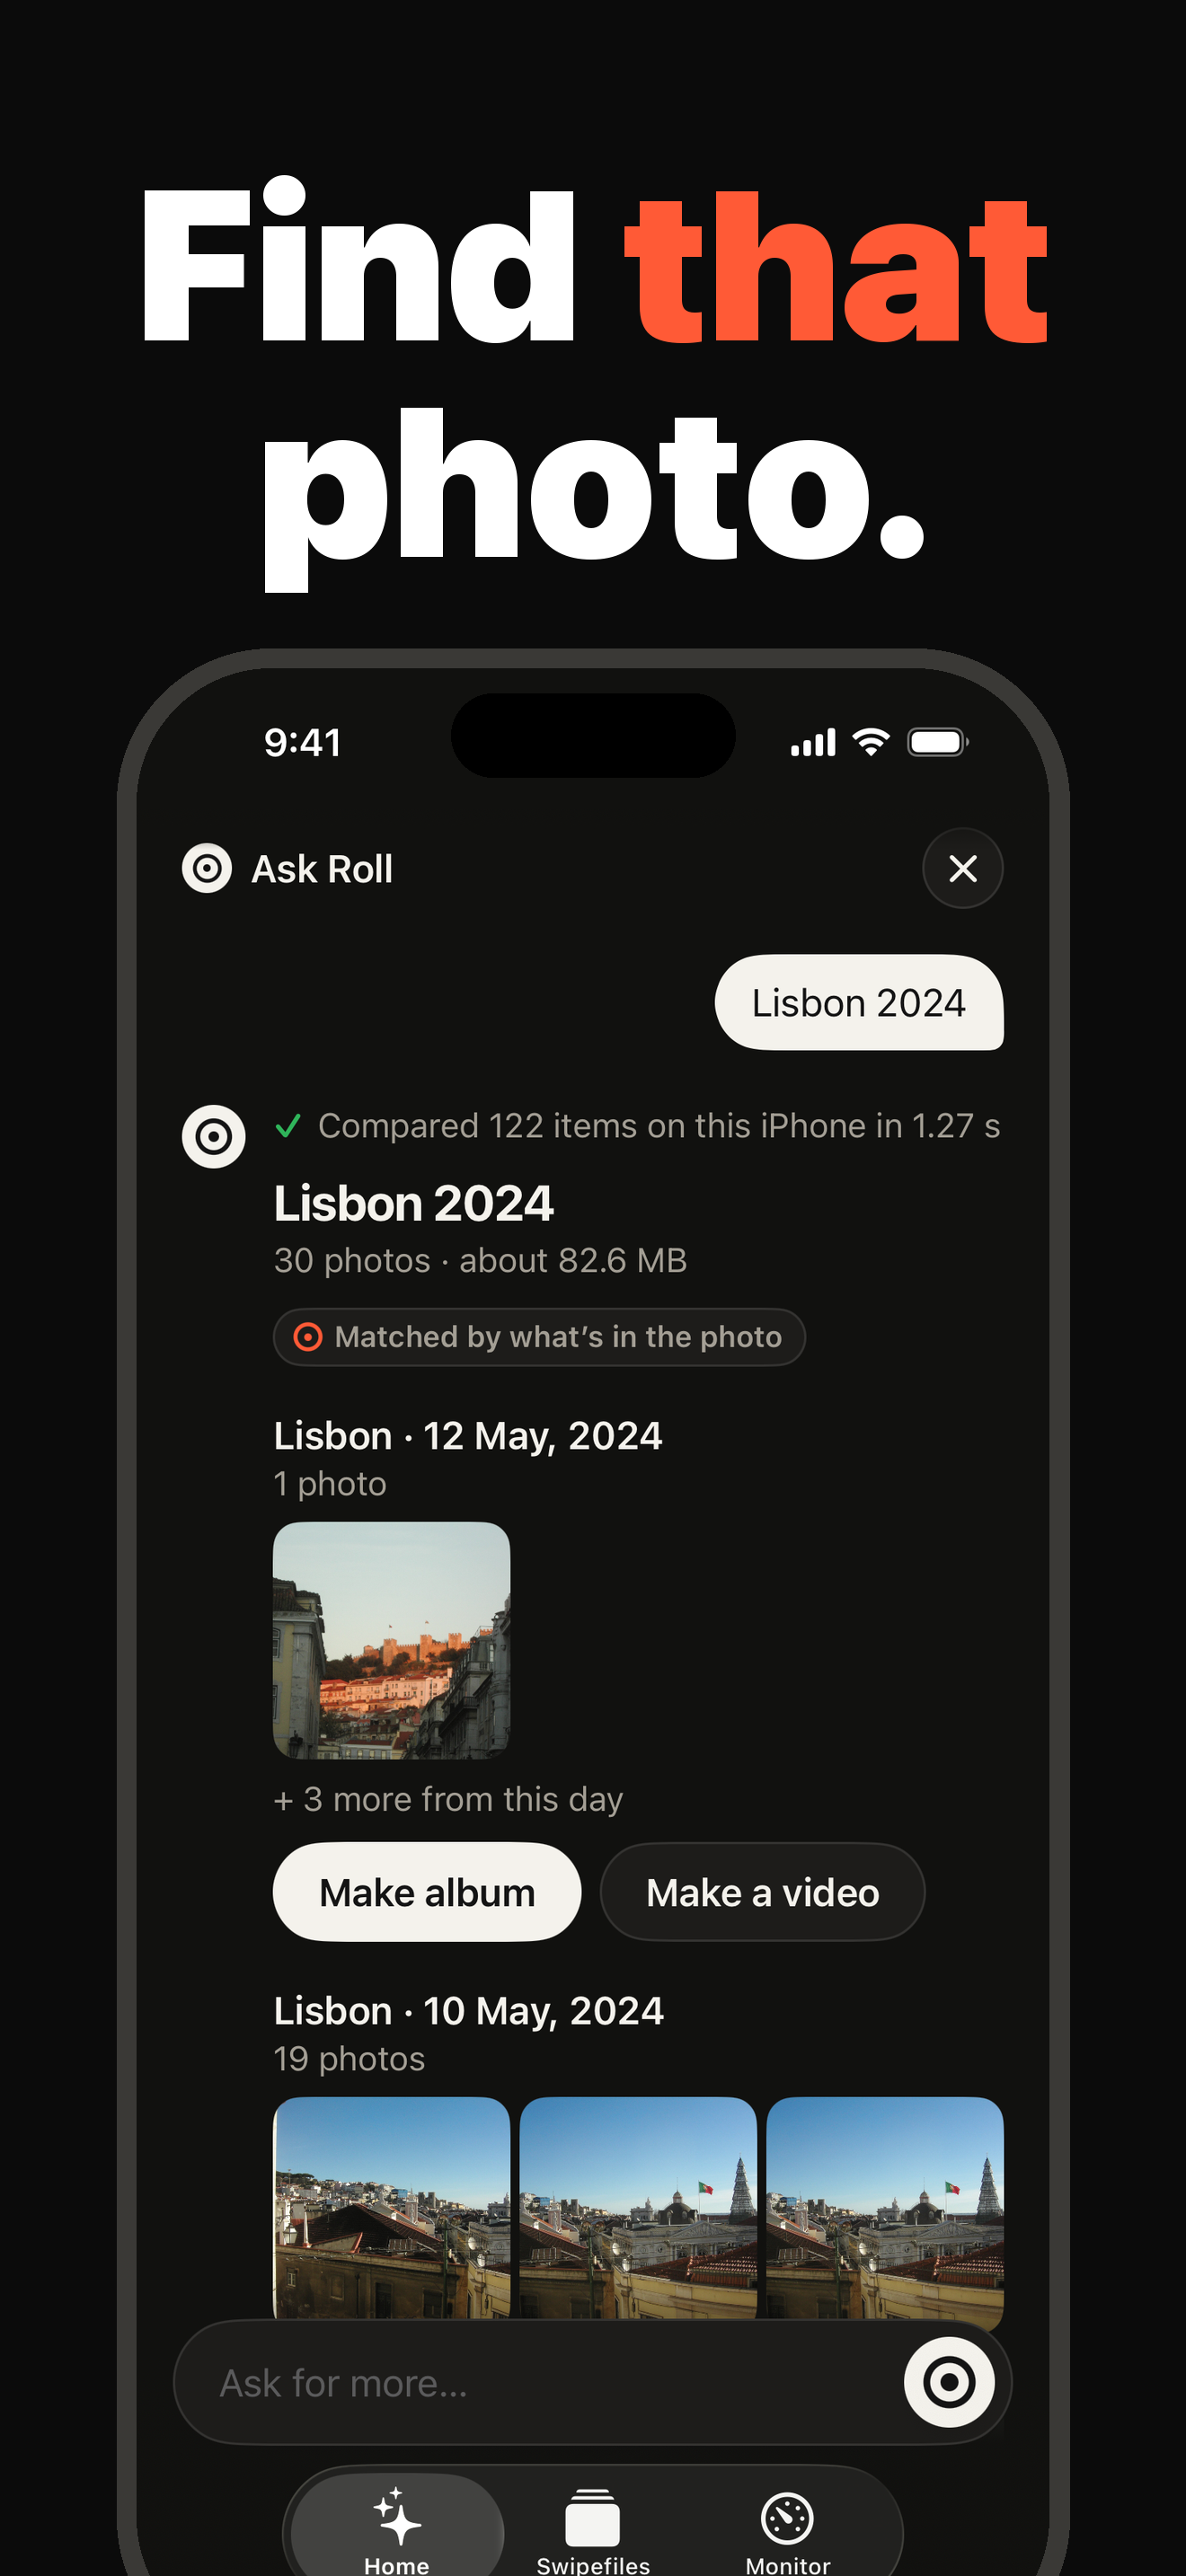 Find that
photo.
9:41
Ask Roll
Lisbon 2024
Compared 122 items on this iPhone in 1.27 s
Lisbon 2024
30 photos · about 82.6 MB
Matched by what’s in the photo
Lisbon · 12 May, 2024
1 photo
+ 3 more from this day
Make album
Make a video
Lisbon · 10 May, 2024
19 photos
Ask for more...
Home
Swipefiles
Monitor